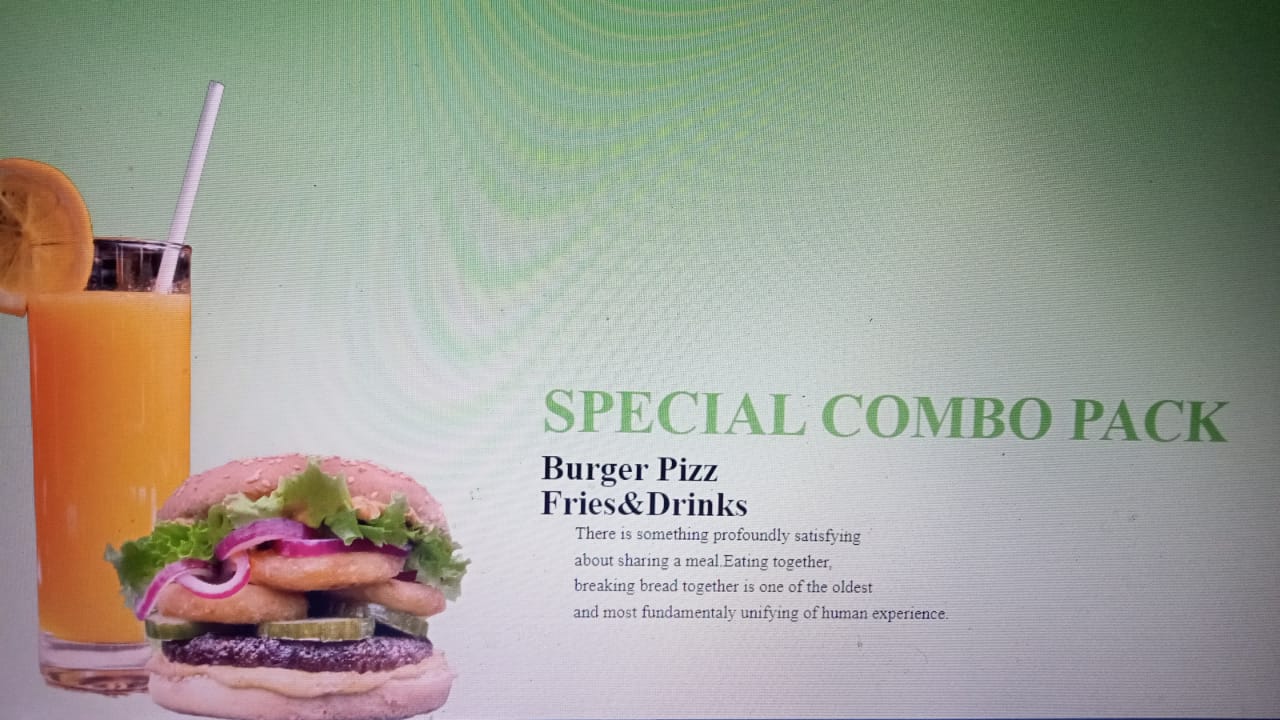 SPECIAL COMBO PACK
Burger Pizz
Fries&Drinks
There is something profoundly satisfying
about sharing a meal.Eating together,
breaking bread together is one of the oldest
and most fundamentaly unifying of human experience.